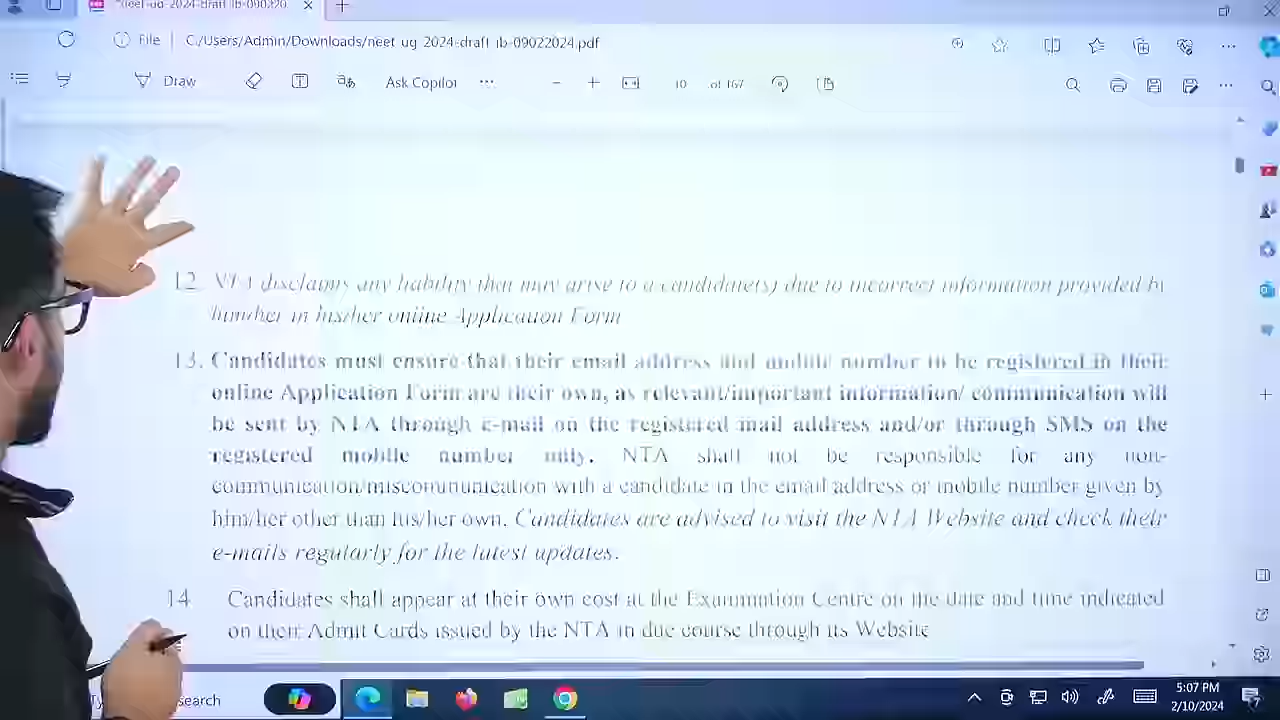 neet-ug-2024-draft-ib-090220
File
C:/Users/Admin/Downloads/neet ug 2024-draft ib-09022024.pdf
Draw
Ask Copilot
10 of 167
12. NTA disclaims any liability that may arise to a candidate(s) due to incorrect information provided by
him/her in his/her online Application Form
13. Candidates must ensure that their email address and mobile number to be registered in their
online Application Form are their own, as relevant/important information/ communication will
be sent by NTA through e-mail on the registered mail address and/or through SMS on the
registered mobile number only. NTA shall not be responsible for any non-
communication/miscommunication with a candidate in the email address or mobile number given by
him/her other than his/her own. Candidates are advised to visit the NTA Website and check their
e-mails regularly for the latest updates.
14 Candidates shall appear at their own cost at the Examination Centre on the date and time indicated
on their Admit Cards issued by the NTA in due course through its Website
search
5:07 PM
2/10/2024